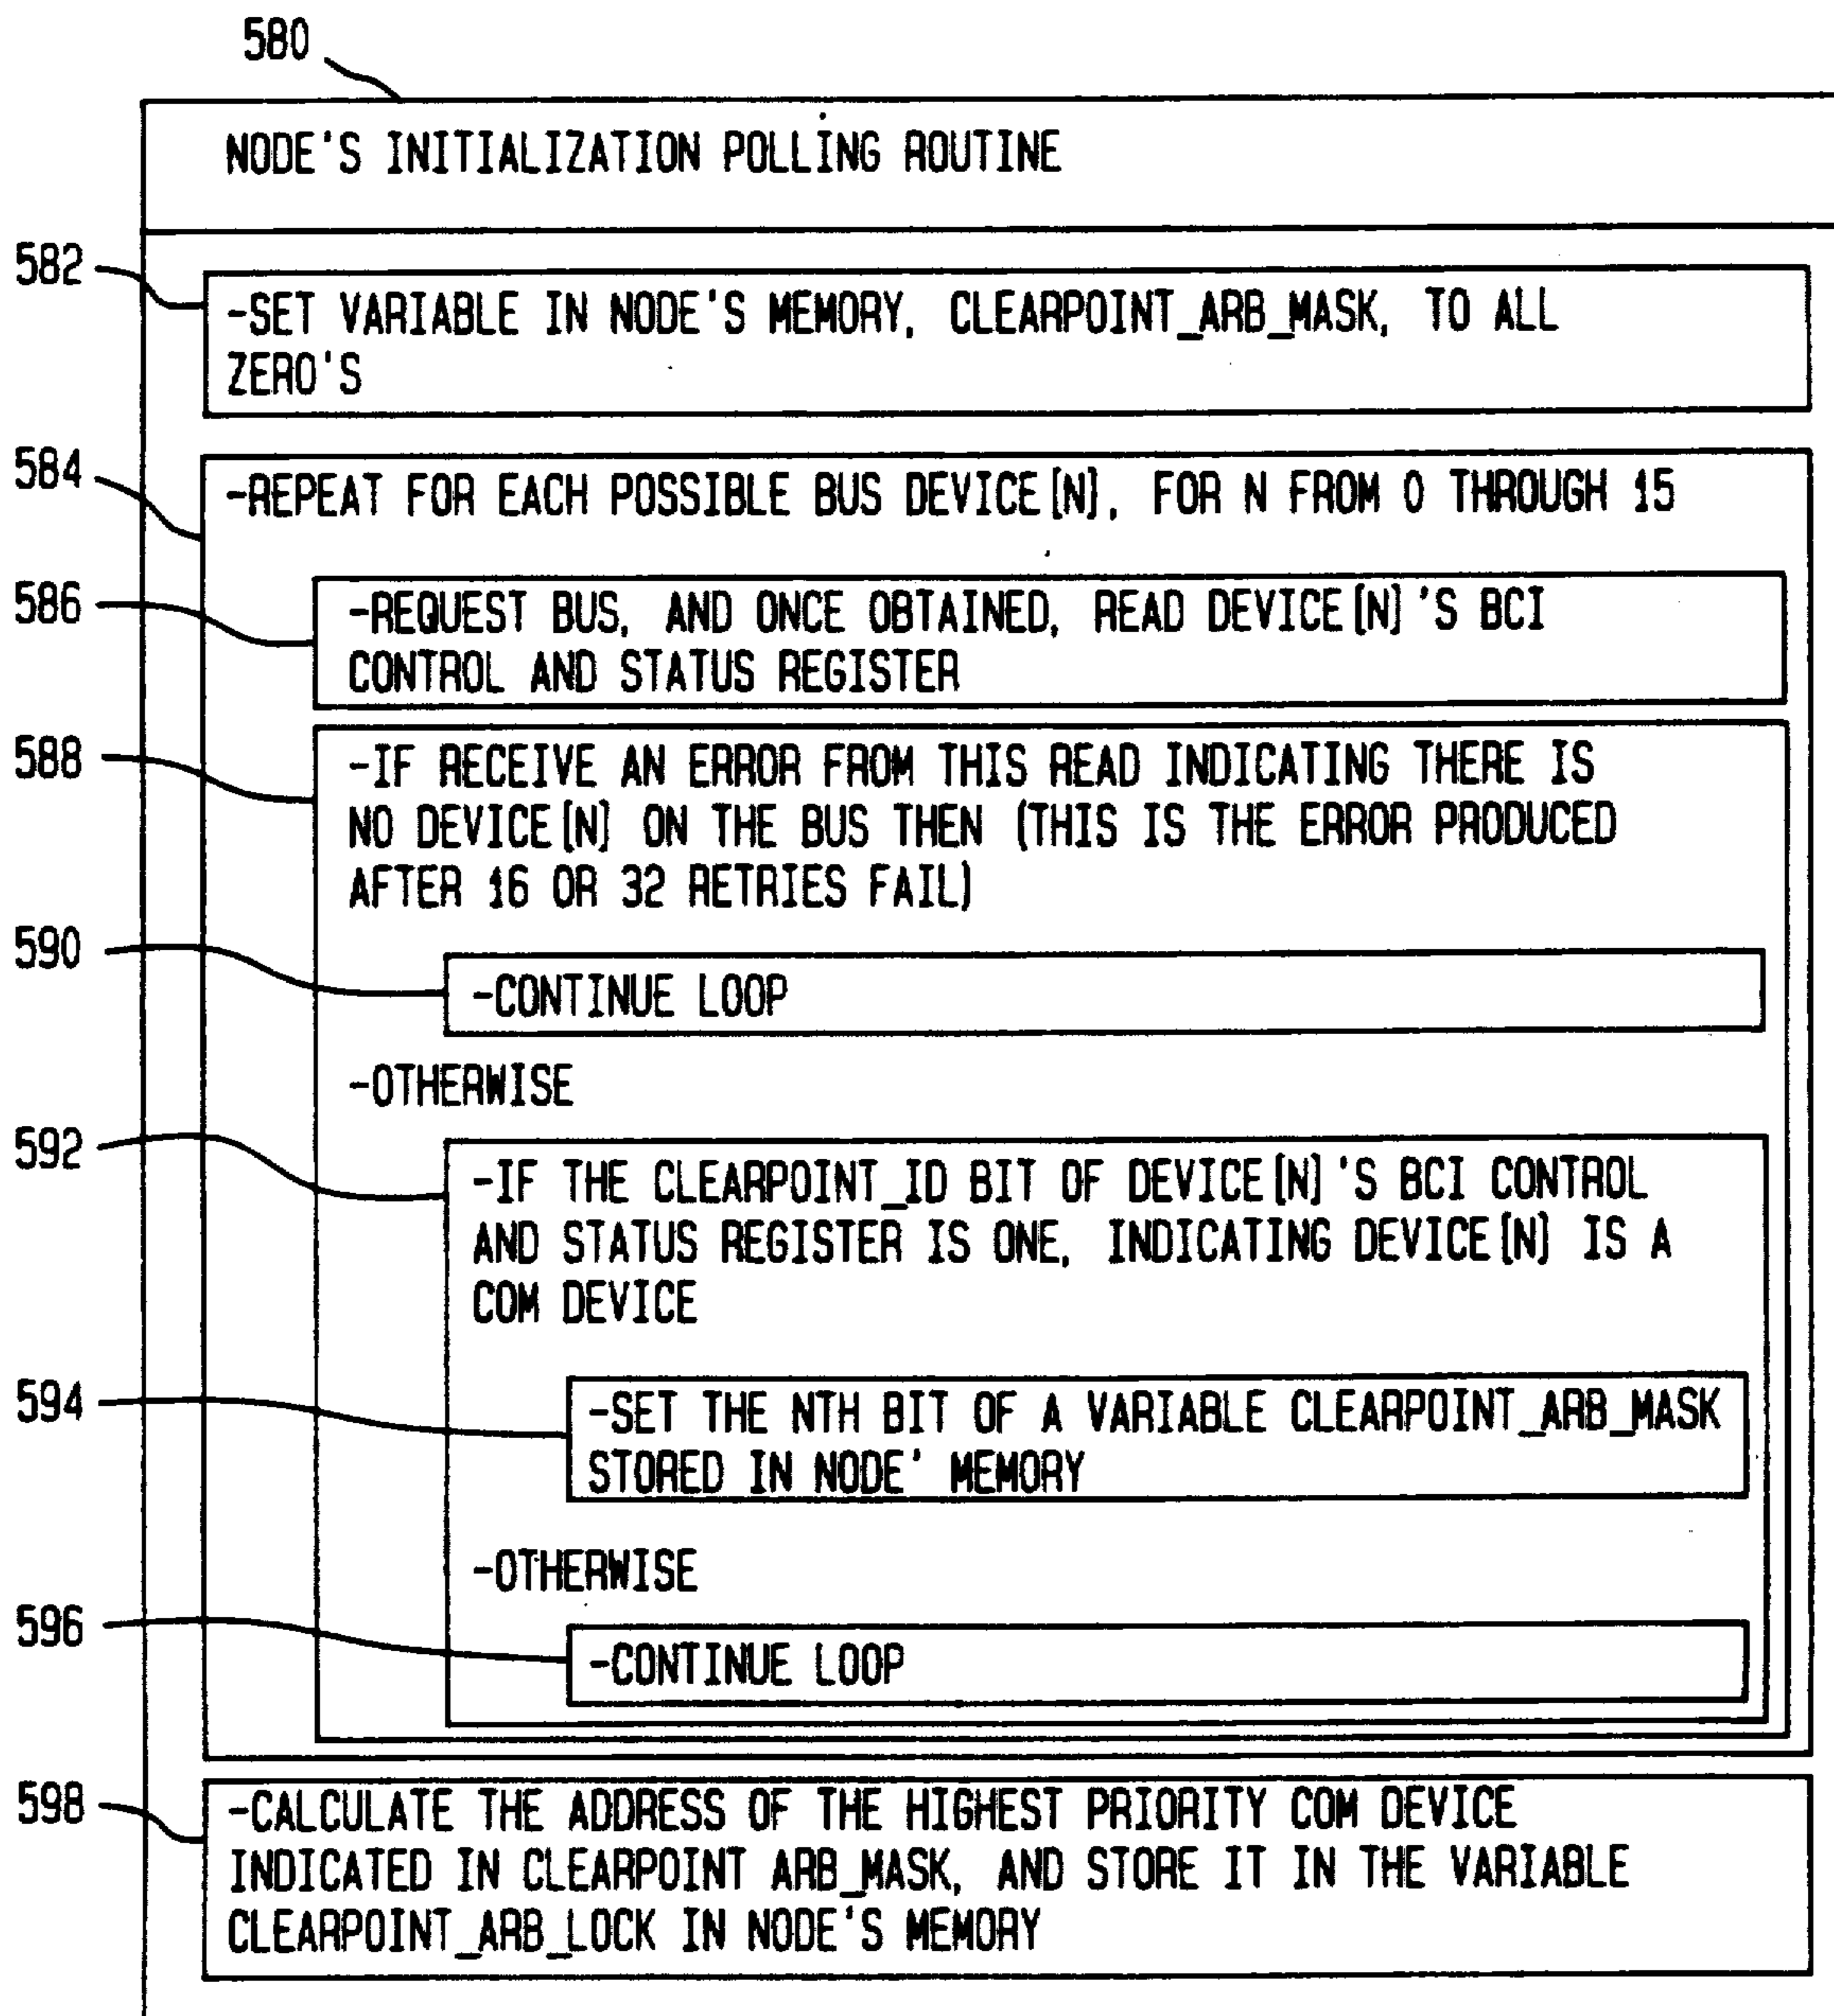 580
NODE'S INITIALIZATION POLLING ROUTINE
582
-SET VARIABLE IN NODE'S MEMORY, CLEARPOINT_ARB_MASK, TO ALL
ZERO'S
584
-REPEAT FOR EACH POSSIBLE BUS DEVICE[N], FOR N FROM 0 THROUGH 15
586
-REQUEST BUS, AND ONCE OBTAINED, READ DEVICE[N]'S BCI
CONTROL AND STATUS REGISTER
588
-IF RECEIVE AN ERROR FROM THIS READ INDICATING THERE IS
NO DEVICE[N] ON THE BUS THEN (THIS IS THE ERROR PRODUCED
AFTER 16 OR 32 RETRIES FAIL)
590
-CONTINUE LOOP
-OTHERWISE
592
-IF THE CLEARPOINT_ID BIT OF DEVICE[N]'S BCI CONTROL
AND STATUS REGISTER IS ONE, INDICATING DEVICE[N] IS A
COM DEVICE
594
-SET THE NTH BIT OF A VARIABLE CLEARPOINT_ARB_MASK
STORED IN NODE' MEMORY
-OTHERWISE
596
-CONTINUE LOOP
598
-CALCULATE THE ADDRESS OF THE HIGHEST PRIORITY COM DEVICE
INDICATED IN CLEARPOINT ARB_MASK, AND STORE IT IN THE VARIABLE
CLEARPOINT_ARB_LOCK IN NODE'S MEMORY